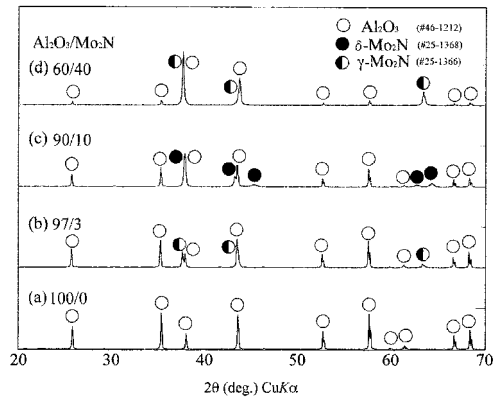 Al₂O₃/Mo₂N
○ Al₂O₃ (#46-1212)
● δ-Mo₂N (#25-1368)
◐ γ-Mo₂N (#25-1366)
(d) 60/40
(c) 90/10
(b) 97/3
(a) 100/0
20 30 40 50 60 70
2θ (deg.) CuKα